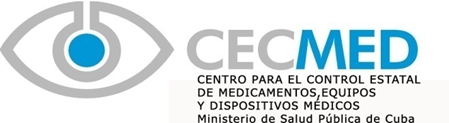 CECMED
CENTRO PARA EL CONTROL ESTATAL
DE MEDICAMENTOS,EQUIPOS
Y DISPOSITIVOS MÉDICOS
Ministerio de Salud Pública de Cuba